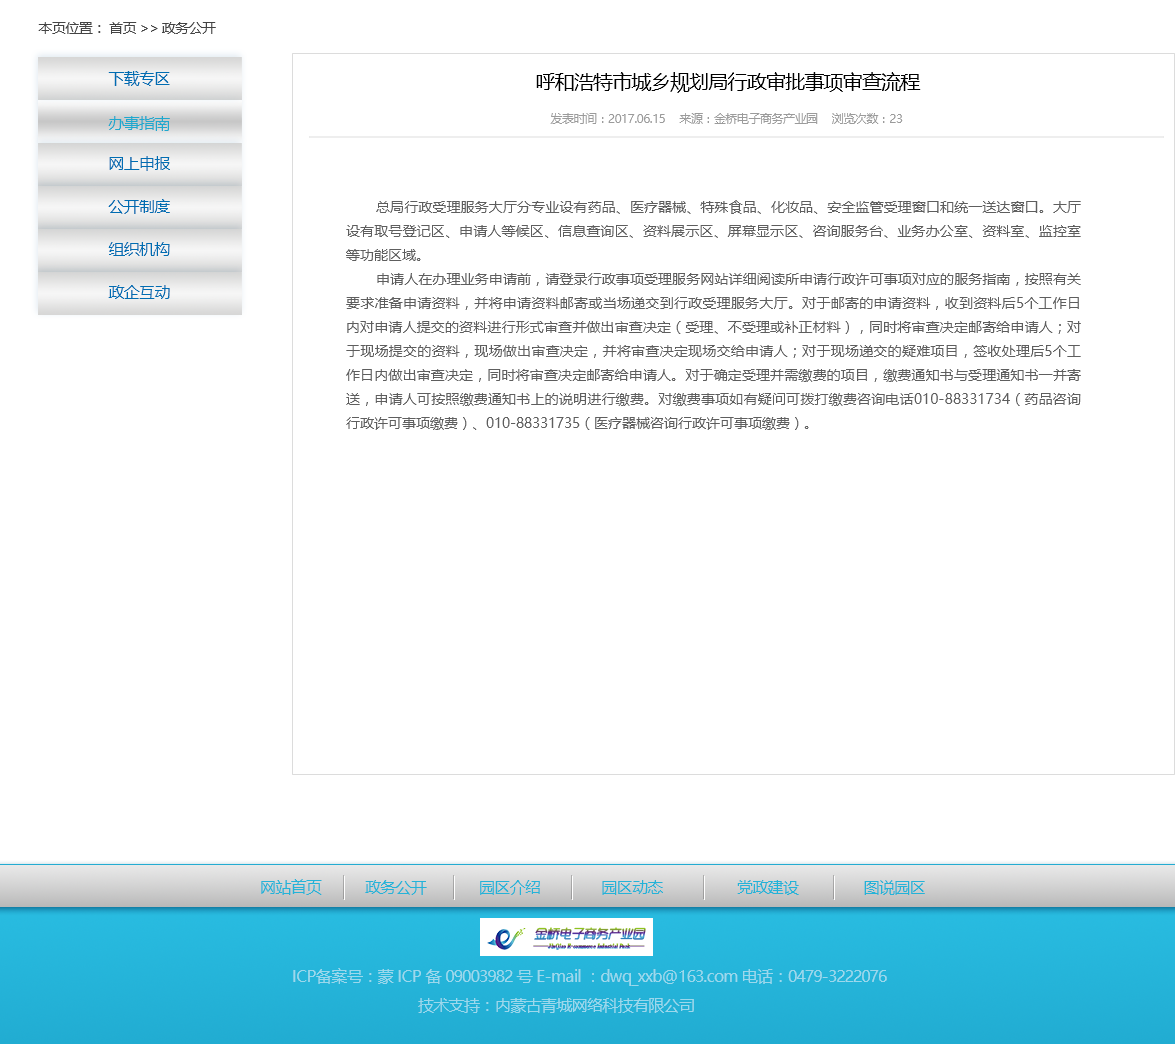 本页位置： 首页 >> 政务公开
下载专区
办事指南
网上申报
公开制度
组织机构
政企互动
呼和浩特市城乡规划局行政审批事项审查流程
发表时间：2017.06.15 来源：金桥电子商务产业园 浏览次数：23
总局行政受理服务大厅分专业设有药品、医疗器械、特殊食品、化妆品、安全监管受理窗口和统一送达窗口。大厅
设有取号登记区、申请人等候区、信息查询区、资料展示区、屏幕显示区、咨询服务台、业务办公室、资料室、监控室
等功能区域。
申请人在办理业务申请前，请登录行政事项受理服务网站详细阅读所申请行政许可事项对应的服务指南，按照有关
要求准备申请资料，并将申请资料邮寄或当场递交到行政受理服务大厅。对于邮寄的申请资料，收到资料后5个工作日
内对申请人提交的资料进行形式审查并做出审查决定（受理、不受理或补正材料），同时将审查决定邮寄给申请人；对
于现场提交的资料，现场做出审查决定，并将审查决定现场交给申请人；对于现场递交的疑难项目，签收处理后5个工
作日内做出审查决定，同时将审查决定邮寄给申请人。对于确定受理并需缴费的项目，缴费通知书与受理通知书一并寄
送，申请人可按照缴费通知书上的说明进行缴费。对缴费事项如有疑问可拨打缴费咨询电话010-88331734（药品咨询
行政许可事项缴费）、010-88331735（医疗器械咨询行政许可事项缴费）。
网站首页 政务公开 园区介绍 园区动态 党政建设 图说园区
金桥电子商务产业园
JinQiao E-commerce Industrial Park
ICP备案号：蒙 ICP 备 09003982 号 E-mail ：dwq_xxb@163.com 电话：0479-3222076
技术支持：内蒙古青城网络科技有限公司